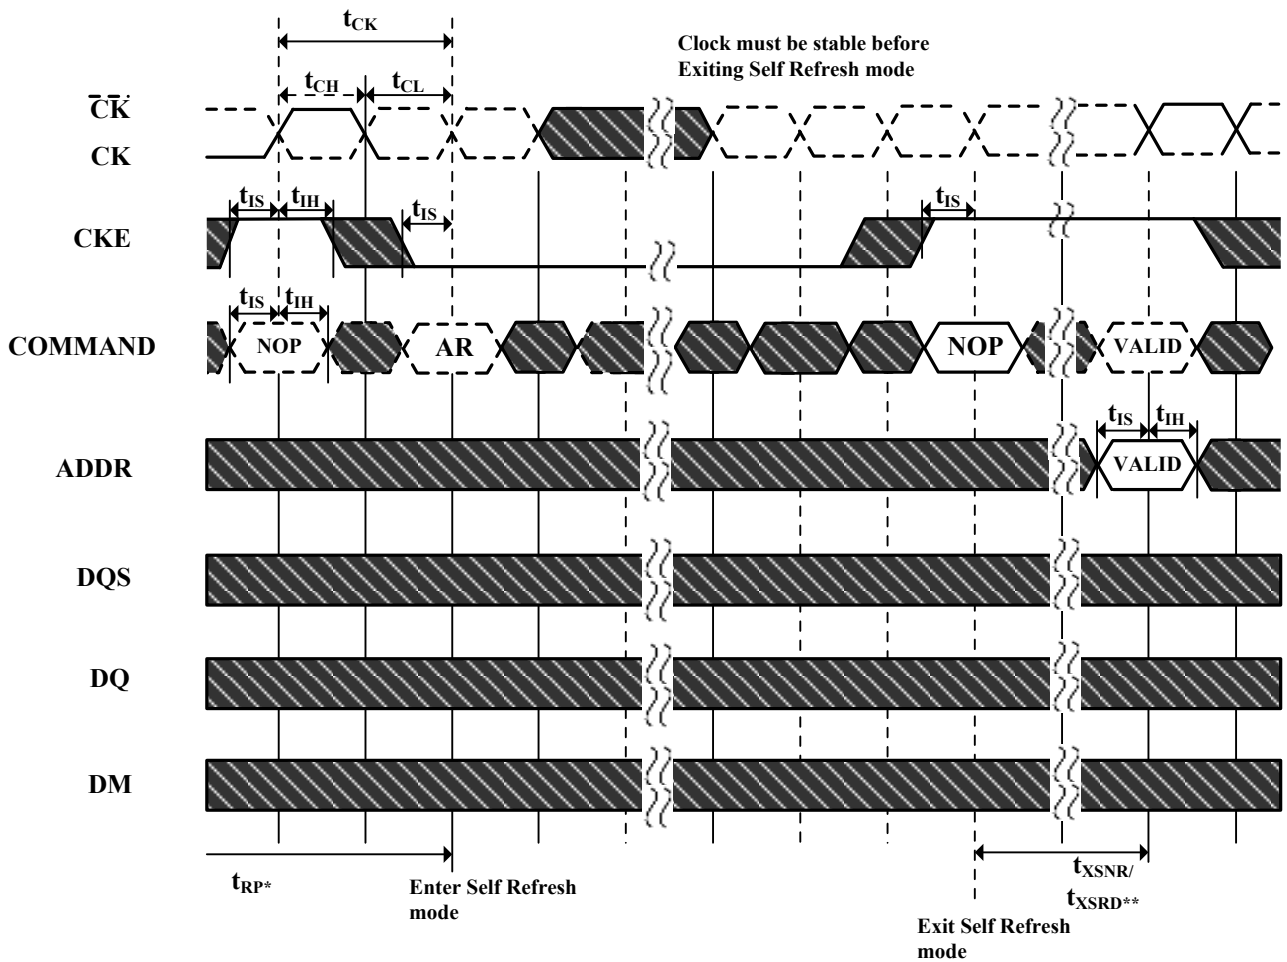 tCK
Clock must be stable before
Exiting Self Refresh mode
tCH
tCL
CK
CK
tIS
tIH
tIS
tIS
CKE
tIS
tIH
COMMAND
NOP
AR
NOP
VALID
tIS
tIH
ADDR
VALID
DQS
DQ
DM
tRP*
Enter Self Refresh
mode
tXSNR/
tXSRD**
Exit Self Refresh
mode